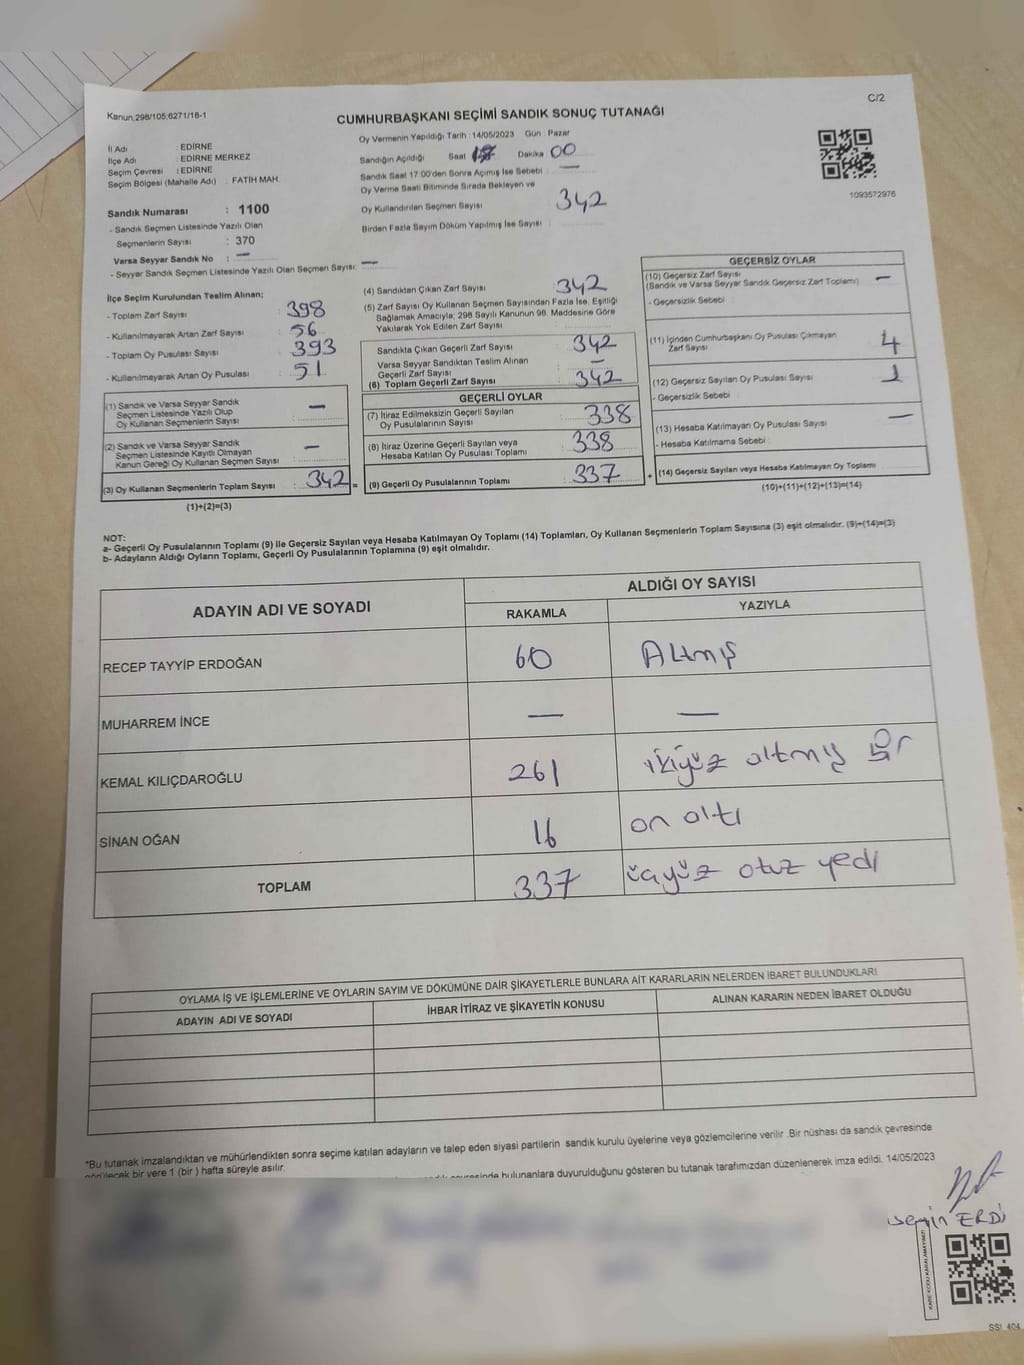 Kanun;298/105;6271/18-1
C/2
CUMHURBAŞKANI SEÇİMİ SANDIK SONUÇ TUTANAĞI
İl Adı : EDİRNE
İlçe Adı : EDİRNE MERKEZ
Seçim Çevresi : EDİRNE
Seçim Bölgesi (Mahalle Adı) : FATİH MAH.
Oy Vermenin Yapıldığı Tarih : 14/05/2023 Gün : Pazar
Sandığın Açıldığı Saat Dakika 00
Sandık Saat 17:00'den Sonra Açımış İse Sebebi : —
Oy Verme Saati Bitiminde Sırada Bekleyen ve
Oy Kullandırılan Seçmen Sayısı 342
Birden Fazla Sayım Döküm Yapılmış İse Sayısı :
1093572976
Sandık Numarası : 1100
- Sandık Seçmen Listesinde Yazılı Olan
Seçmenlerin Sayısı : 370
Varsa Seyyar Sandık No : —
- Seyyar Sandık Seçmen Listesinde Yazılı Olan Seçmen Sayısı: —
İlçe Seçim Kurulundan Teslim Alınan;
- Toplam Zarf Sayısı : 398
- Kullanılmayarak Artan Zarf Sayısı : 56
- Toplam Oy Pusulası Sayısı : 393
- Kullanılmayarak Artan Oy Pusulası : 51
(1) Sandık ve Varsa Seyyar Sandık
Seçmen Listesinde Yazılı Olup
Oy Kullanan Seçmenlerin Sayısı : —
(2) Sandık ve Varsa Seyyar Sandık
Seçmen Listesinde Kayıtlı Olmayan
Kanun Gereği Oy Kullanan Seçmen Sayısı : —
(3) Oy Kullanan Seçmenlerin Toplam Sayısı : 342 =
(1)+(2)=(3)
(4) Sandıktan Çıkan Zarf Sayısı : 342
(5) Zarf Sayısı Oy Kullanan Seçmen Sayısından Fazla İse, Eşitliği
Sağlamak Amacıyla; 298 Sayılı Kanunun 98. Maddesine Göre
Yakılarak Yok Edilen Zarf Sayısı :
Sandıkta Çıkan Geçerli Zarf Sayısı : 342
Varsa Seyyar Sandıktan Teslim Alınan
Geçerli Zarf Sayısı : —
(6) Toplam Geçerli Zarf Sayısı : 342
GEÇERLİ OYLAR
(7) İtiraz Edilmeksizin Geçerli Sayılan
Oy Pusulasının Sayısı : 338
(8) İtiraz Üzerine Geçerli Sayılan veya
Hesaba Katılan Oy Pusulası Toplamı : 338
(9) Geçerli Oy Pusulalarının Toplamı : 337 +
GEÇERSİZ OYLAR
(10) Geçersiz Zarf Sayısı
(Sandık ve Varsa Seyyar Sandık Geçersiz Zarf Toplamı) : —
- Geçersizlik Sebebi :
(11) İçinden Cumhurbaşkanı Oy Pusulası Çıkmayan
Zarf Sayısı : 4
(12) Geçersiz Sayılan Oy Pusulası Sayısı : 1
- Geçersizlik Sebebi :
(13) Hesaba Katılmayan Oy Pusulası Sayısı : —
- Hesaba Katılmama Sebebi :
(14) Geçersiz Sayılan veya Hesaba Katılmayan Oy Toplamı
(10)+(11)+(12)+(13)=(14)
NOT:
a- Geçerli Oy Pusulalarının Toplamı (9) ile Geçersiz Sayılan veya Hesaba Katılmayan Oy Toplamı (14) Toplamları, Oy Kullanan Seçmenlerin Toplam Sayısına (3) eşit olmalıdır. (9)+(14)=(3)
b- Adayların Aldığı Oyların Toplamı, Geçerli Oy Pusulalarının Toplamına (9) eşit olmalıdır.
ADAYIN ADI VE SOYADI ALDIĞI OY SAYISI
RAKAMLA YAZIYLA
RECEP TAYYİP ERDOĞAN 60 Altmış
MUHARREM İNCE — —
KEMAL KILIÇDAROĞLU 261 ikiyüz altmış bir
SİNAN OĞAN 16 on altı
TOPLAM 337 üçyüz otuz yedi
OYLAMA İŞ VE İŞLEMLERİNE VE OYLARIN SAYIM VE DÖKÜMÜNE DAİR ŞİKAYETLERLE BUNLARA AİT KARARLARIN NELERDEN İBARET BULUNDUKLARI
ADAYIN ADI VE SOYADI İHBAR İTİRAZ VE ŞİKAYETİN KONUSU ALINAN KARARIN NEDEN İBARET OLDUĞU
*Bu tutanak imzalandıktan ve mühürlendikten sonra seçime katılan adayların ve talep eden siyasi partilerin sandık kurulu üyelerine veya gözlemcilerine verilir .Bir nüshası da sandık çevresinde
görülecek bir yere 1 (bir ) hafta süreyle asılır.
bulunanlara duyurulduğunu gösteren bu tutanak tarafımızdan düzenlenerek imza edildi. 14/05/2023
ERDİ
KARE KODU KARALAMAYINIZ!